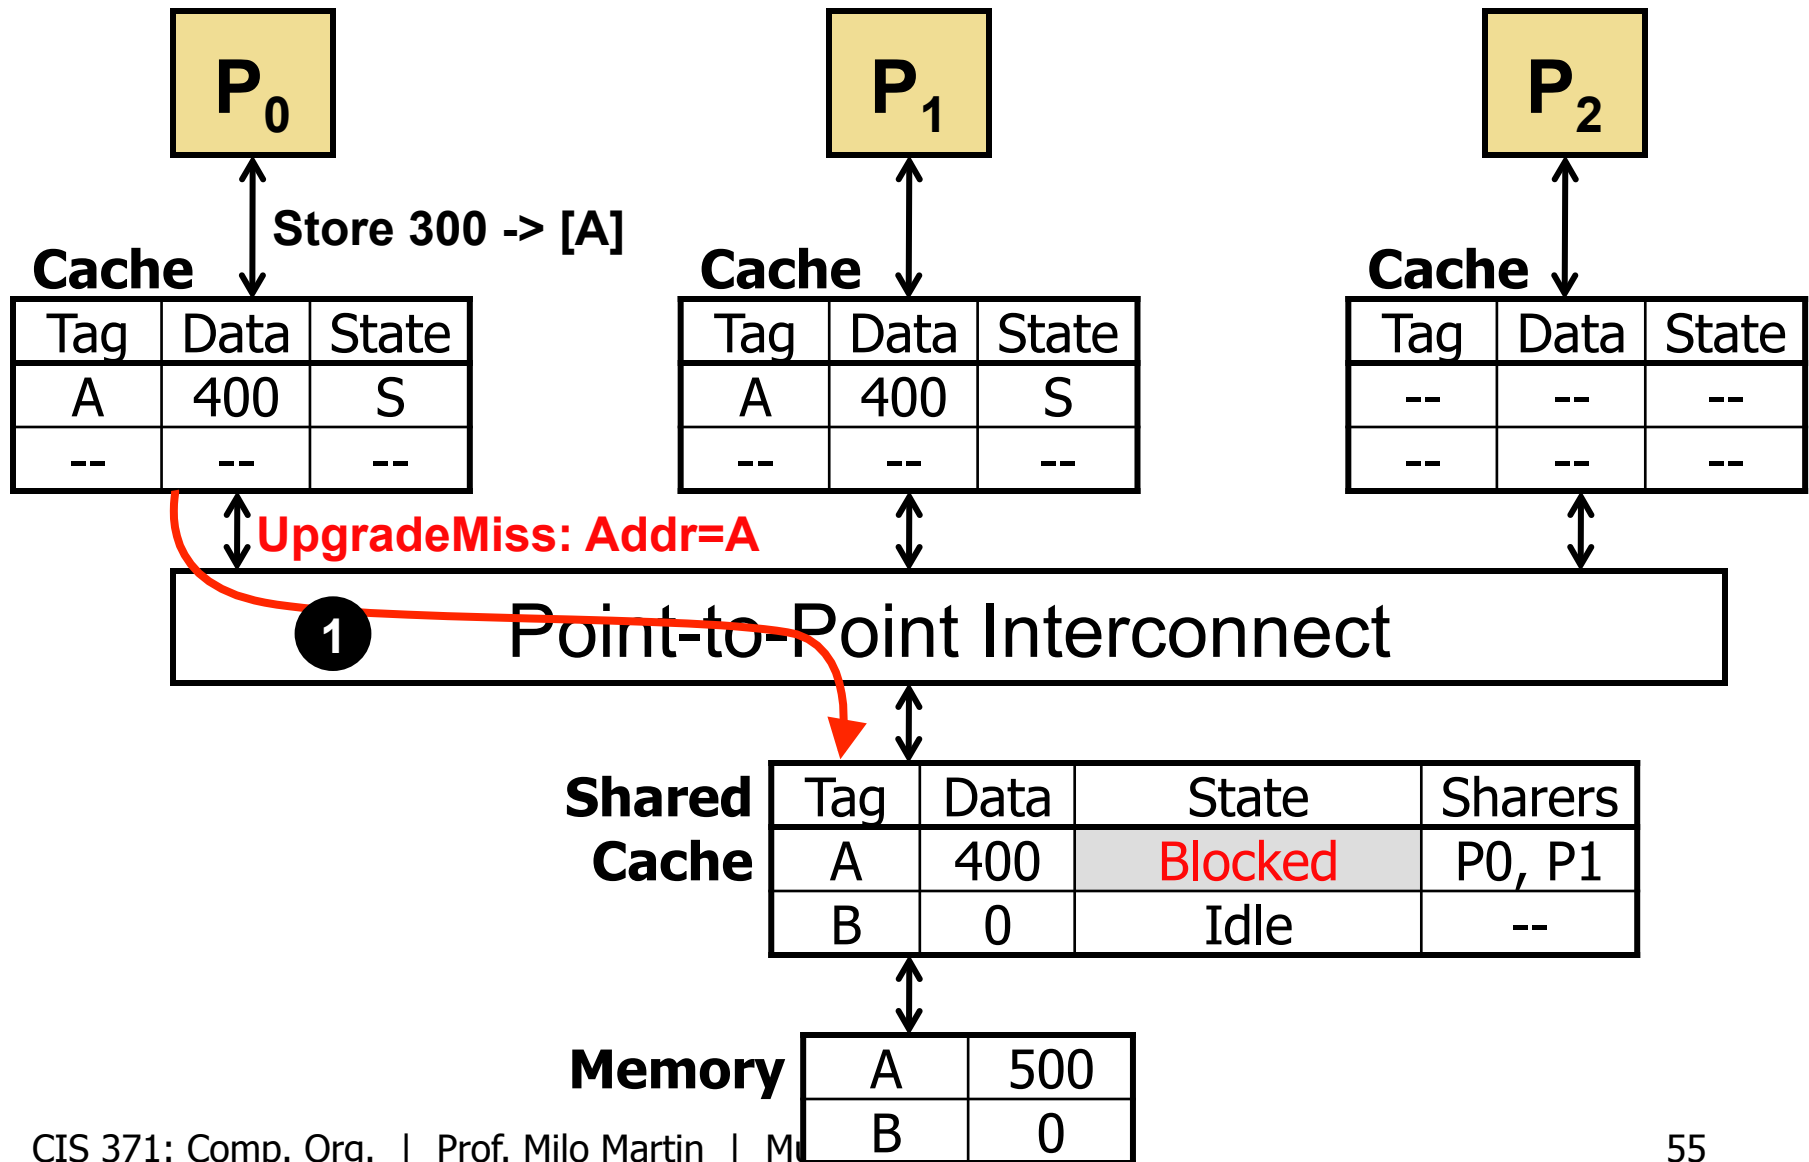 P0 P1 P2
Store 300 -> [A]
Cache Cache Cache
Tag Data State Tag Data State Tag Data State
A 400 S A 400 S -- -- --
-- -- -- -- -- -- -- -- --
UpgradeMiss: Addr=A
1 Point-to-Point Interconnect
Shared Tag Data State Sharers
Cache A 400 Blocked P0, P1
B 0 Idle --
Memory A 500
B 0
CIS 371: Comp. Org. | Prof. Milo Martin | 55